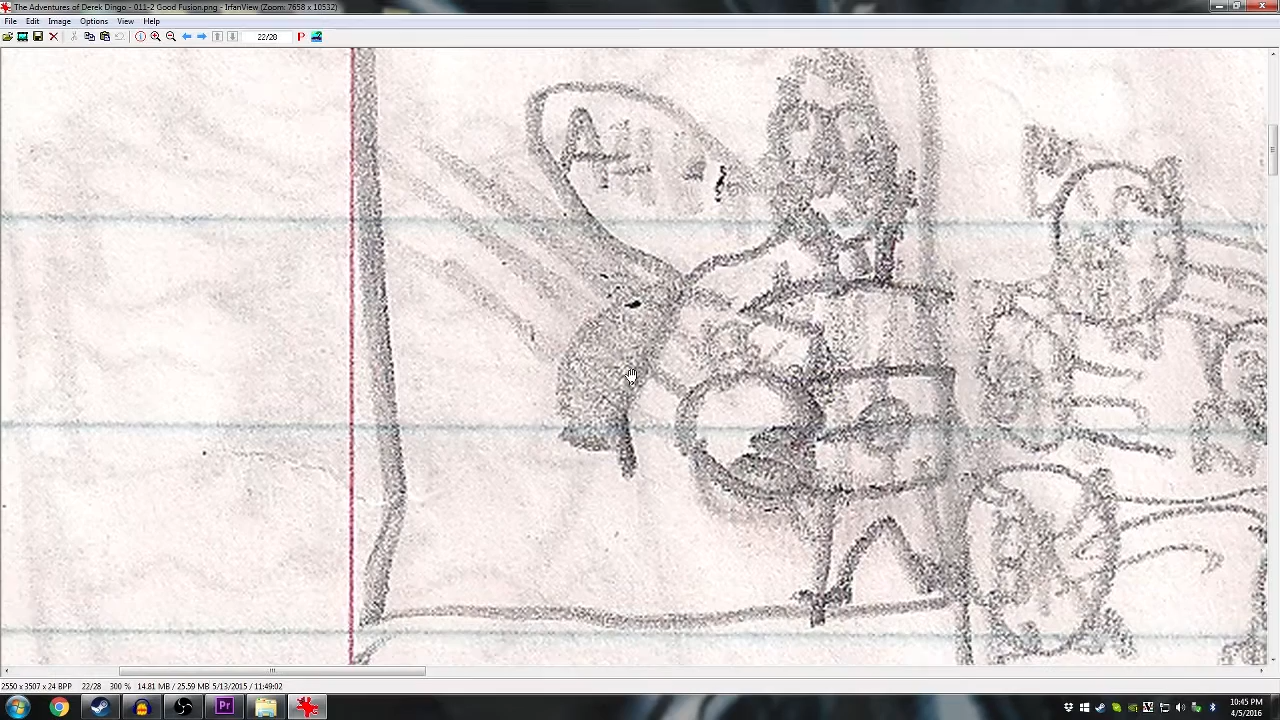 The Adventures of Derek Dingo - 011-2 Good Fusion.png - IrfanView (Zoom: 7658 x 10532)
File Edit Image Options View Help
22/28
2550 x 3507 x 24 BPP 22/28 300 % 14.81 MB / 25.59 MB 5/13/2015 / 11:49:02
Pr
10:45 PM
4/5/2016